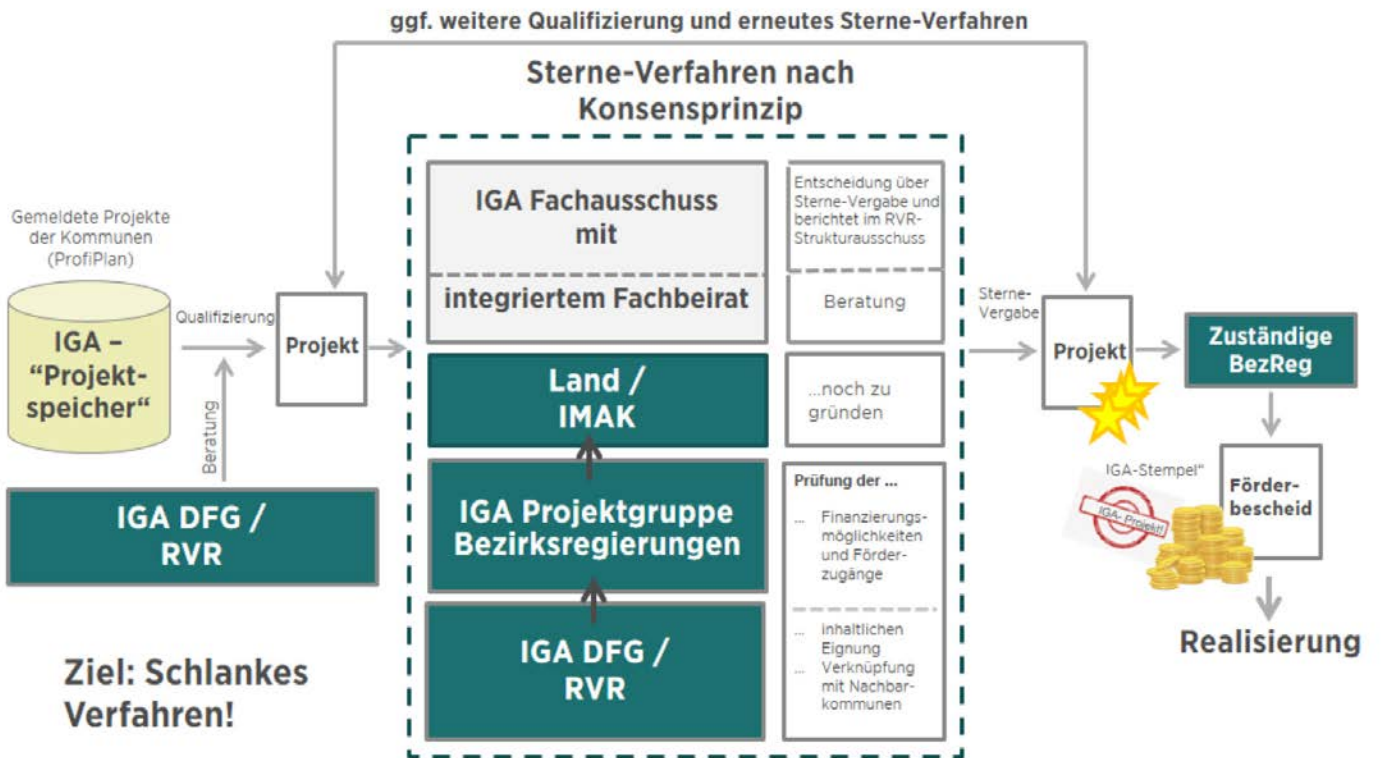 ggf. weitere Qualifizierung und erneutes Sterne-Verfahren
Sterne-Verfahren nach
Konsensprinzip
Gemeldete Projekte
der Kommunen
(ProfiPlan)
IGA –
“Projekt-
speicher“
Qualifizierung
Beratung
Projekt
IGA DFG /
RVR
Ziel: Schlankes
Verfahren!
IGA Fachausschuss
mit
integriertem Fachbeirat
Entscheidung über
Sterne-Vergabe und
berichtet im RVR-
Strukturausschuss
Beratung
Land /
IMAK
...noch zu
gründen
IGA Projektgruppe
Bezirksregierungen
Prüfung der ...
... Finanzierungs-
möglichkeiten
und Förder-
zugänge
IGA DFG /
RVR
... inhaltlichen
Eignung
... Verknüpfung
mit Nachbar-
kommunen
Sterne-
Vergabe
Projekt
Zuständige
BezReg
IGA-Stempel“
IGA- Projekt!
Förder-
bescheid
Realisierung